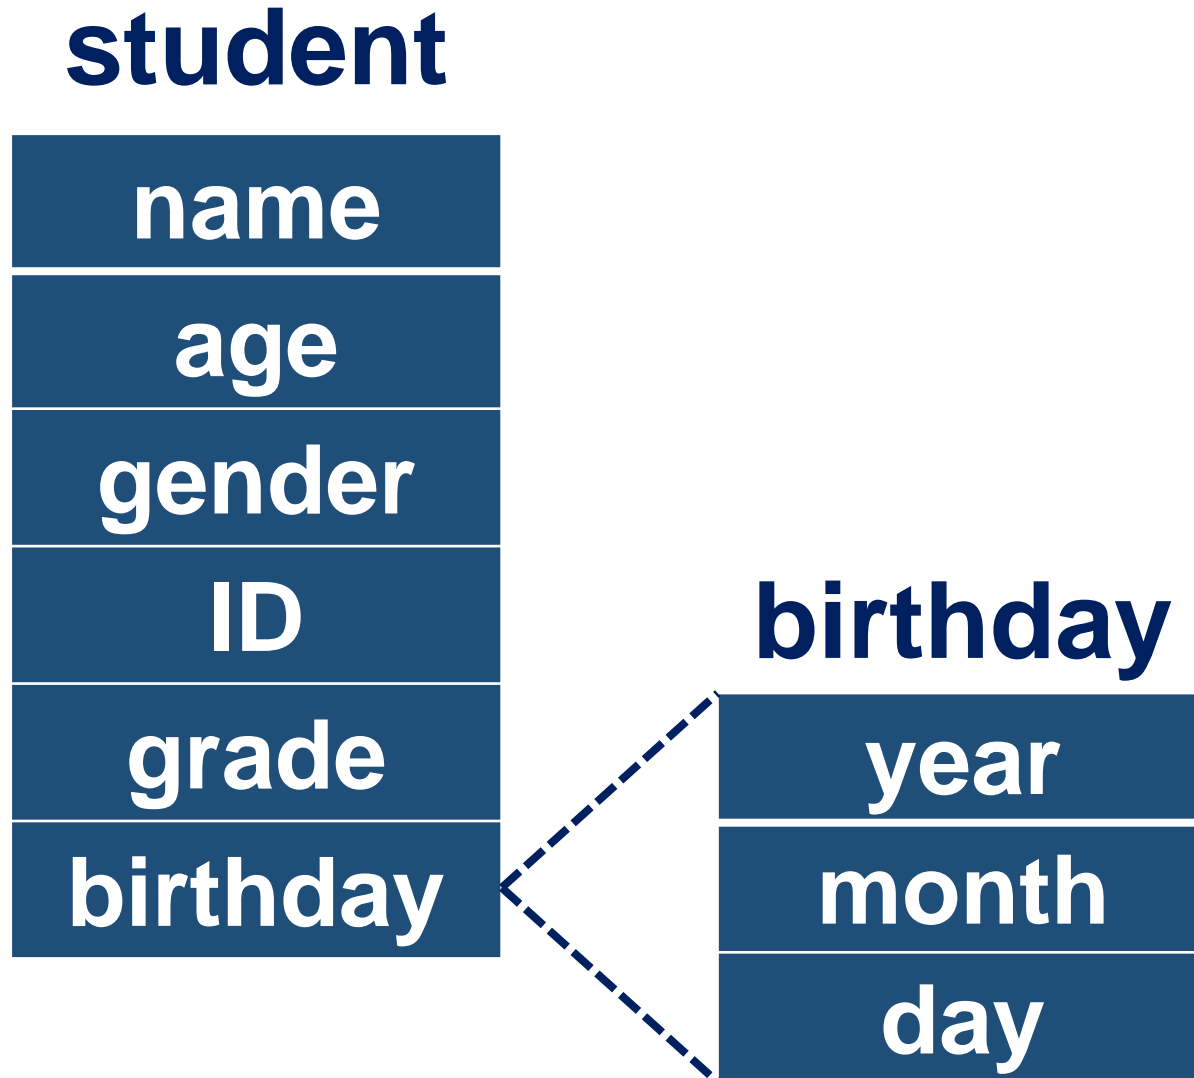 student
name
age
gender
ID
grade
birthday
birthday
year
month
day